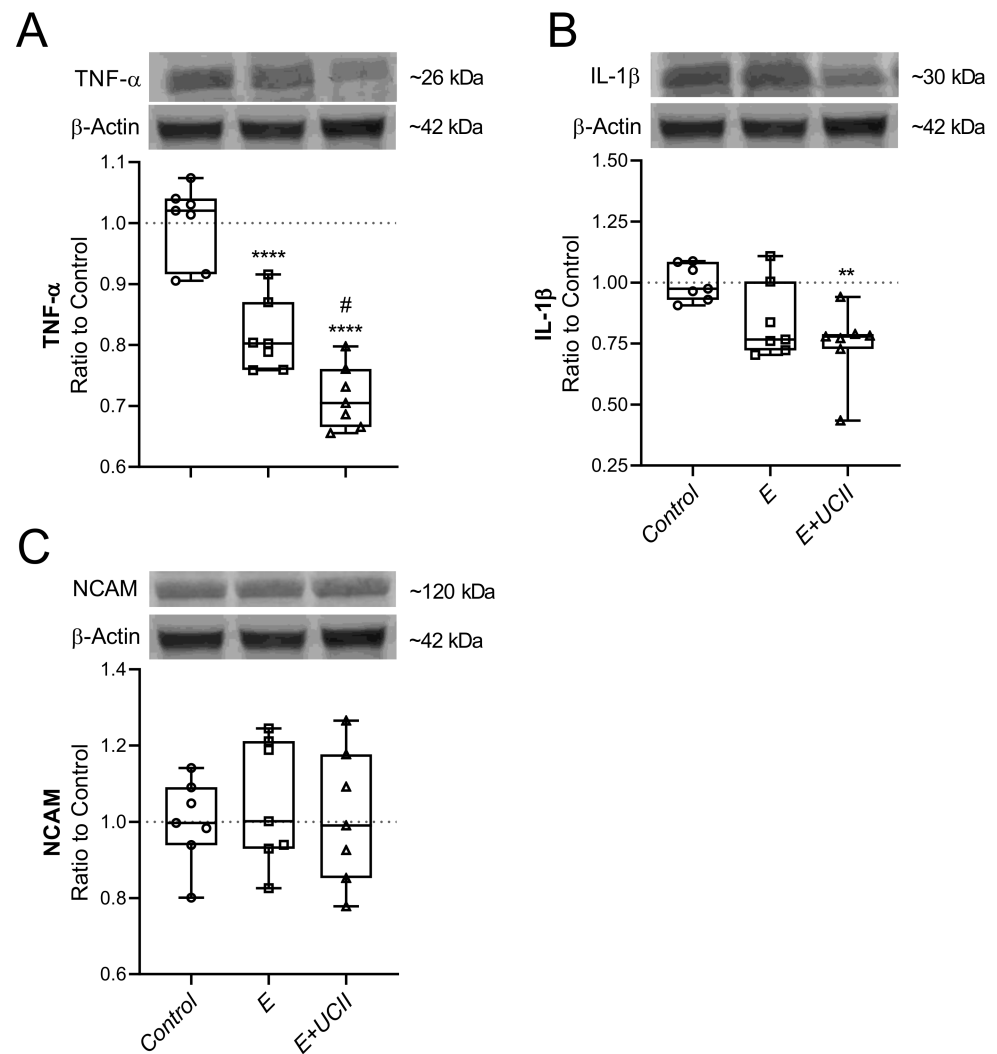 A
TNF-α
~26 kDa
β-Actin
~42 kDa
1.1
1.0
0.9
0.8
0.7
0.6
TNF-α
Ratio to Control
****
#
****
B
IL-1β
~30 kDa
β-Actin
~42 kDa
1.50
1.25
1.00
0.75
0.50
0.25
IL-1β
Ratio to Control
**
Control
E
E+UCII
C
NCAM
~120 kDa
β-Actin
~42 kDa
1.4
1.2
1.0
0.8
0.6
NCAM
Ratio to Control
Control
E
E+UCII